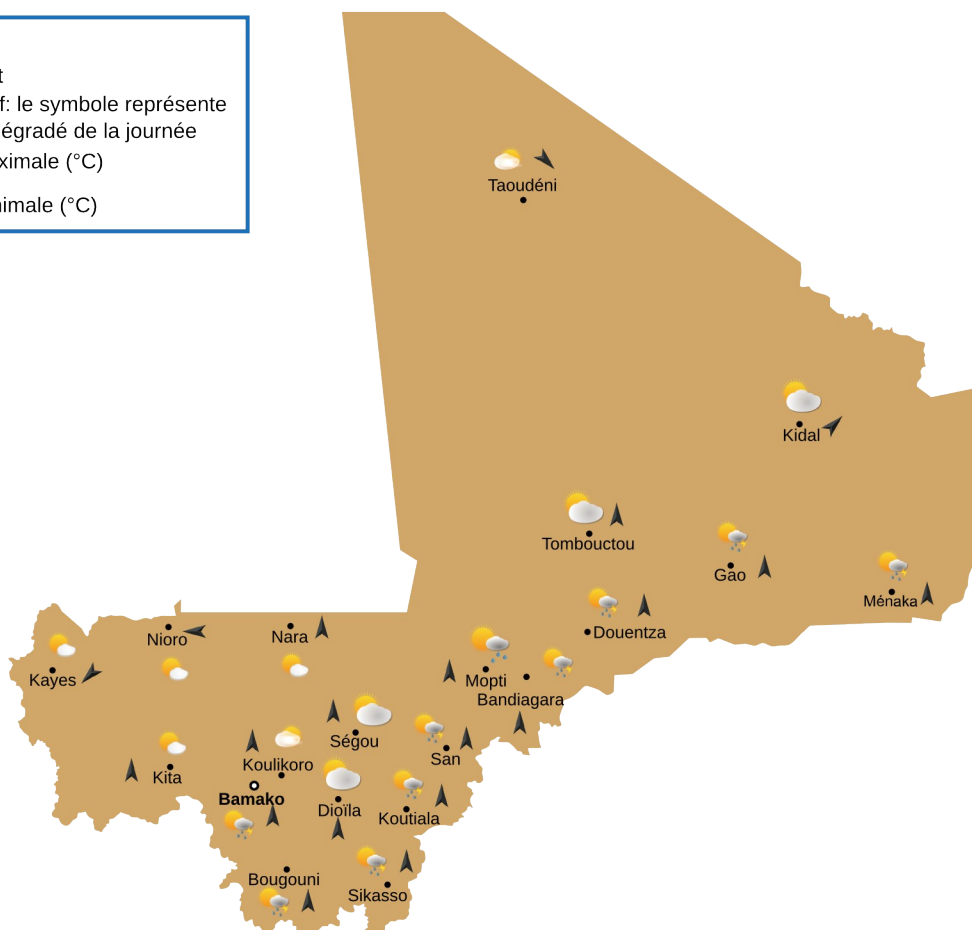 t
f: le symbole représente
égradé de la journée
ximale (°C)
imale (°C)
Taoudéni
Kidal
Tombouctou
Gao
Ménaka
Douentza
Nioro
Nara
Kayes
Mopti
Bandiagara
Ségou
San
Koulikoro
Kita
Bamako
Dioïla
Koutiala
Bougouni
Sikasso